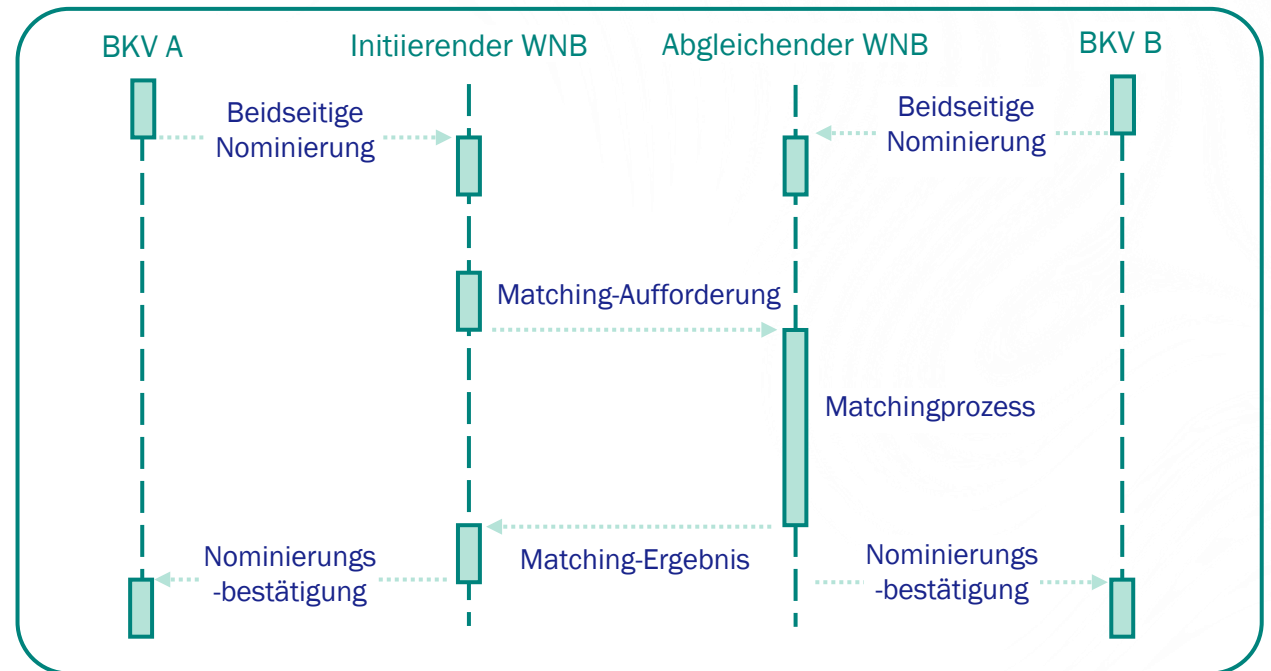 BKV A
Initiierender WNB
Abgleichender WNB
BKV B
Beidseitige
Nominierung
Beidseitige
Nominierung
Matching-Aufforderung
Matchingprozess
Matching-Ergebnis
Nominierungs
-bestätigung
Nominierungs
-bestätigung